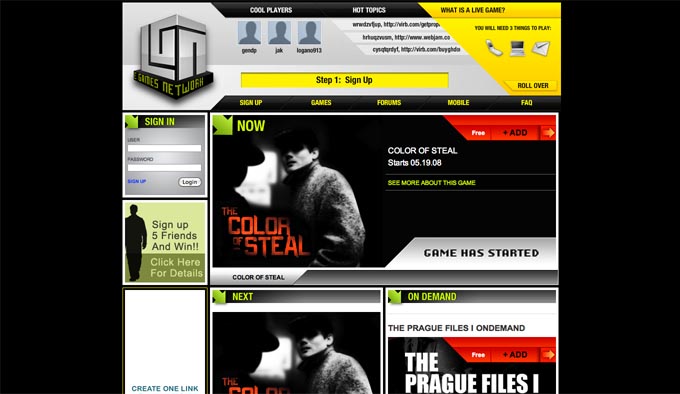 COOL PLAYERS
HOT TOPICS
WHAT IS A LIVE GAME?
gendp
jak
logano913
wrwdzvfjup, http://virb.com/getprop
hrhuqzvusm, http://www.webjam.co
cysqtqrdyf, http://virb.com/buyghdo
YOU WILL NEED 3 THINGS TO PLAY:
Step 1: Sign Up
ROLL OVER
E GAMES NETWORK
SIGN UP
GAMES
FORUMS
MOBILE
FAQ
SIGN IN
USER
PASSWORD
SIGN UP
Login
Sign up
5 Friends
And Win!!
Click Here
For Details
CREATE ONE LINK
NOW
Free
+ ADD
COLOR OF STEAL
Starts 05.19.08
SEE MORE ABOUT THIS GAME
THE
COLOR
OF STEAL
GAME HAS STARTED
COLOR OF STEAL
NEXT
THE
COLOR
ON DEMAND
THE PRAGUE FILES I ONDEMAND
Free
+ ADD
THE
PRAGUE FILES I